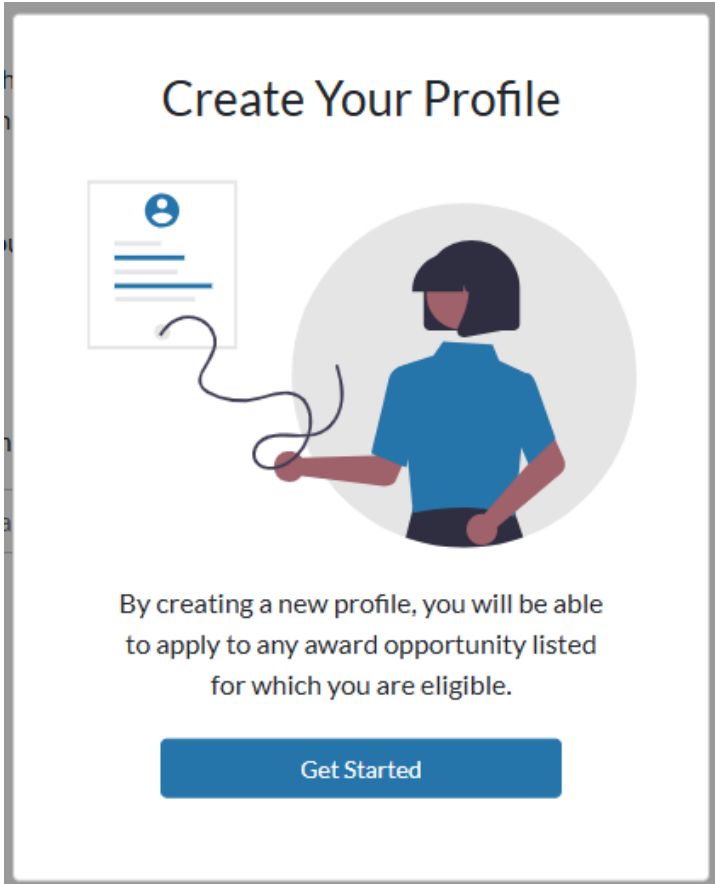 Create Your Profile
By creating a new profile, you will be able
to apply to any award opportunity listed
for which you are eligible.
Get Started